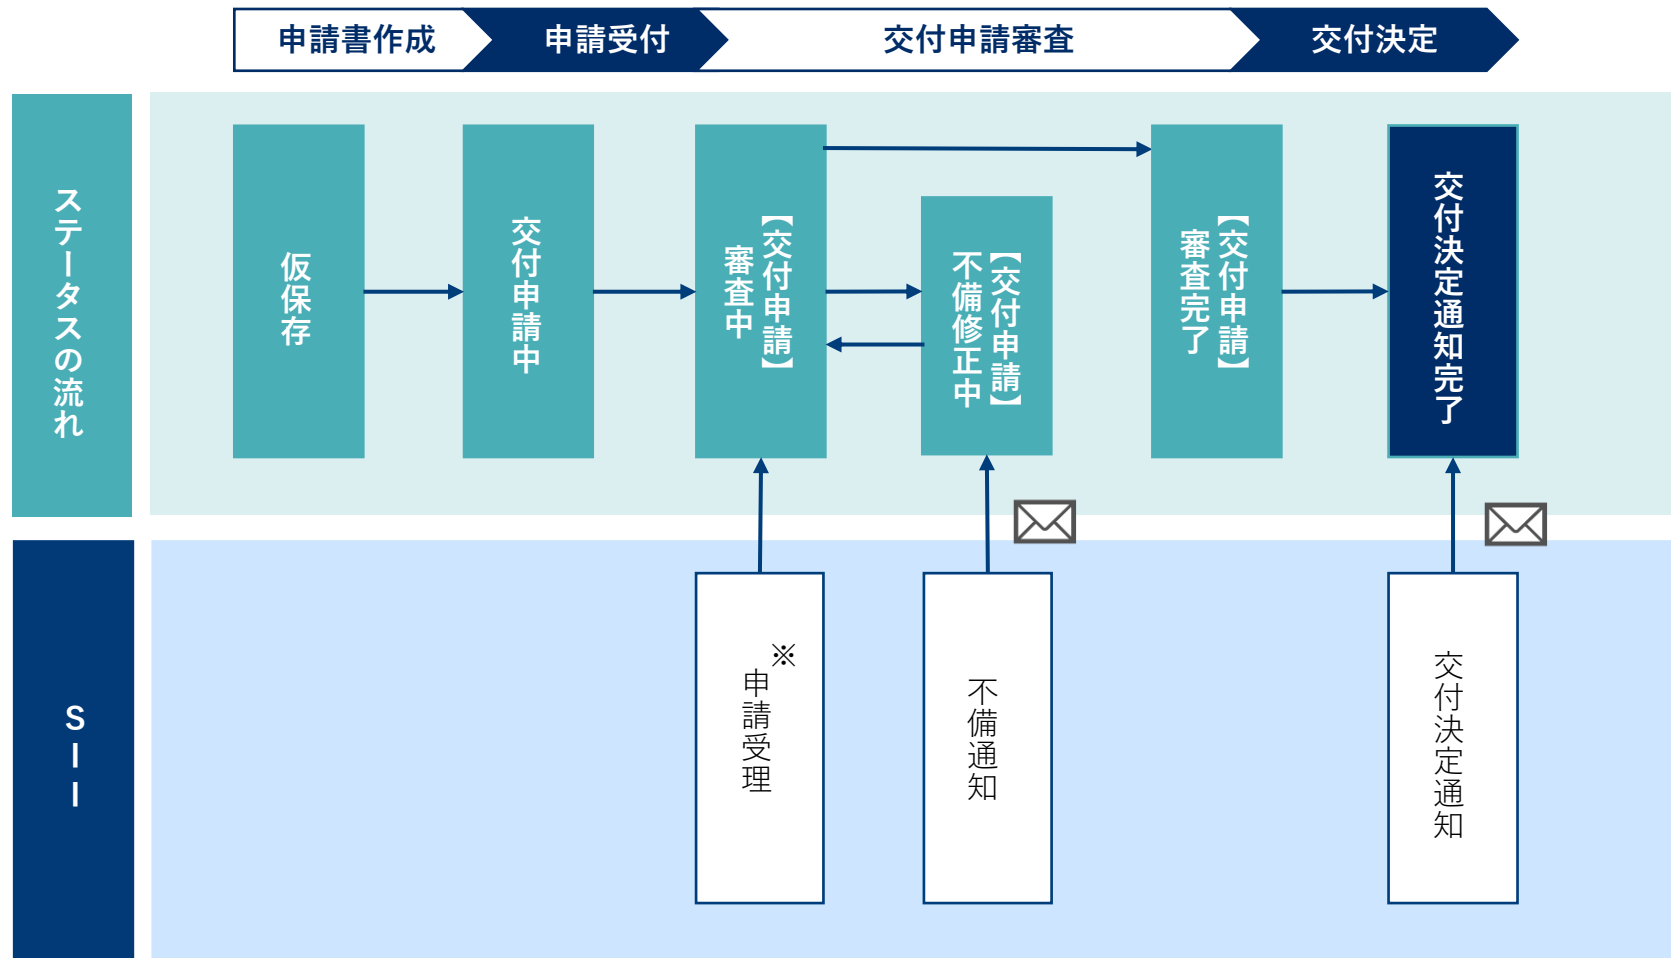 申請書作成
申請受付
交付申請審査
交付決定
ステータスの流れ
仮保存
交付申請中
【交付申請】
審査中
【交付申請】
不備修正中
【交付申請】
審査完了
交付決定通知完了
SII
※
申請受理
不備通知
交付決定通知